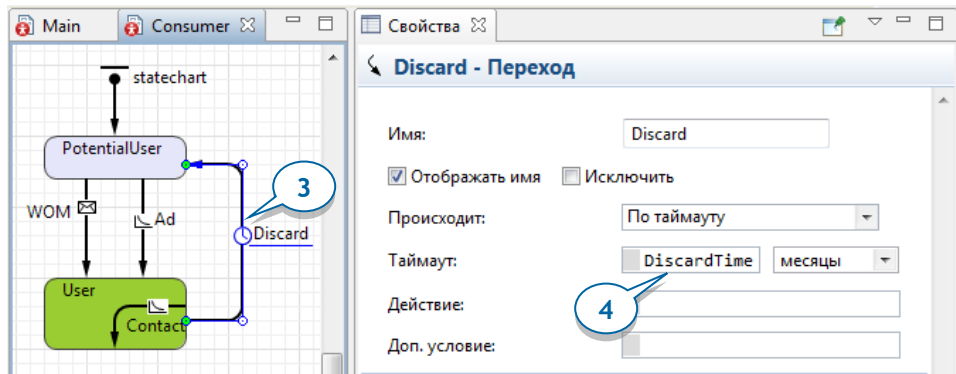 Main
Consumer
statechart
PotentialUser
WOM
Ad
3
Discard
User
Contact
Свойства
Discard - Переход
Имя:
Discard
Отображать имя
Исключить
Происходит:
По таймауту
Таймаут:
DiscardTime
месяцы
Действие:
4
Доп. условие: